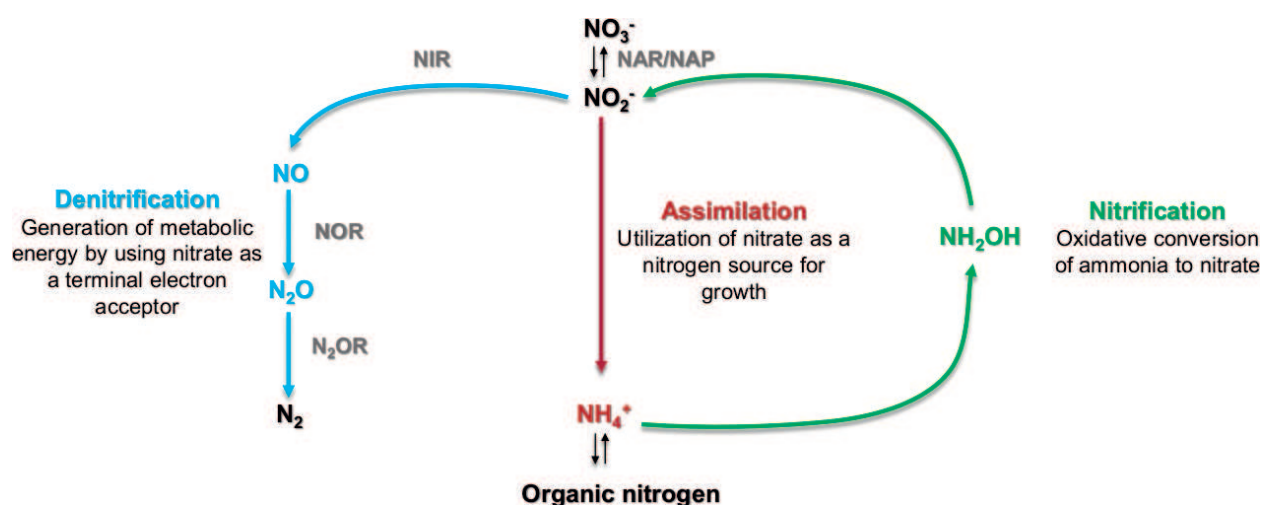 NO₃⁻
NIR
NAR/NAP
NO₂⁻
NO
Denitrification
Generation of metabolic
energy by using nitrate as
a terminal electron
acceptor
NOR
N₂O
N₂OR
N₂
Assimilation
Utilization of nitrate as a
nitrogen source for
growth
NH₄⁺
Organic nitrogen
NH₂OH
Nitrification
Oxidative conversion
of ammonia to nitrate